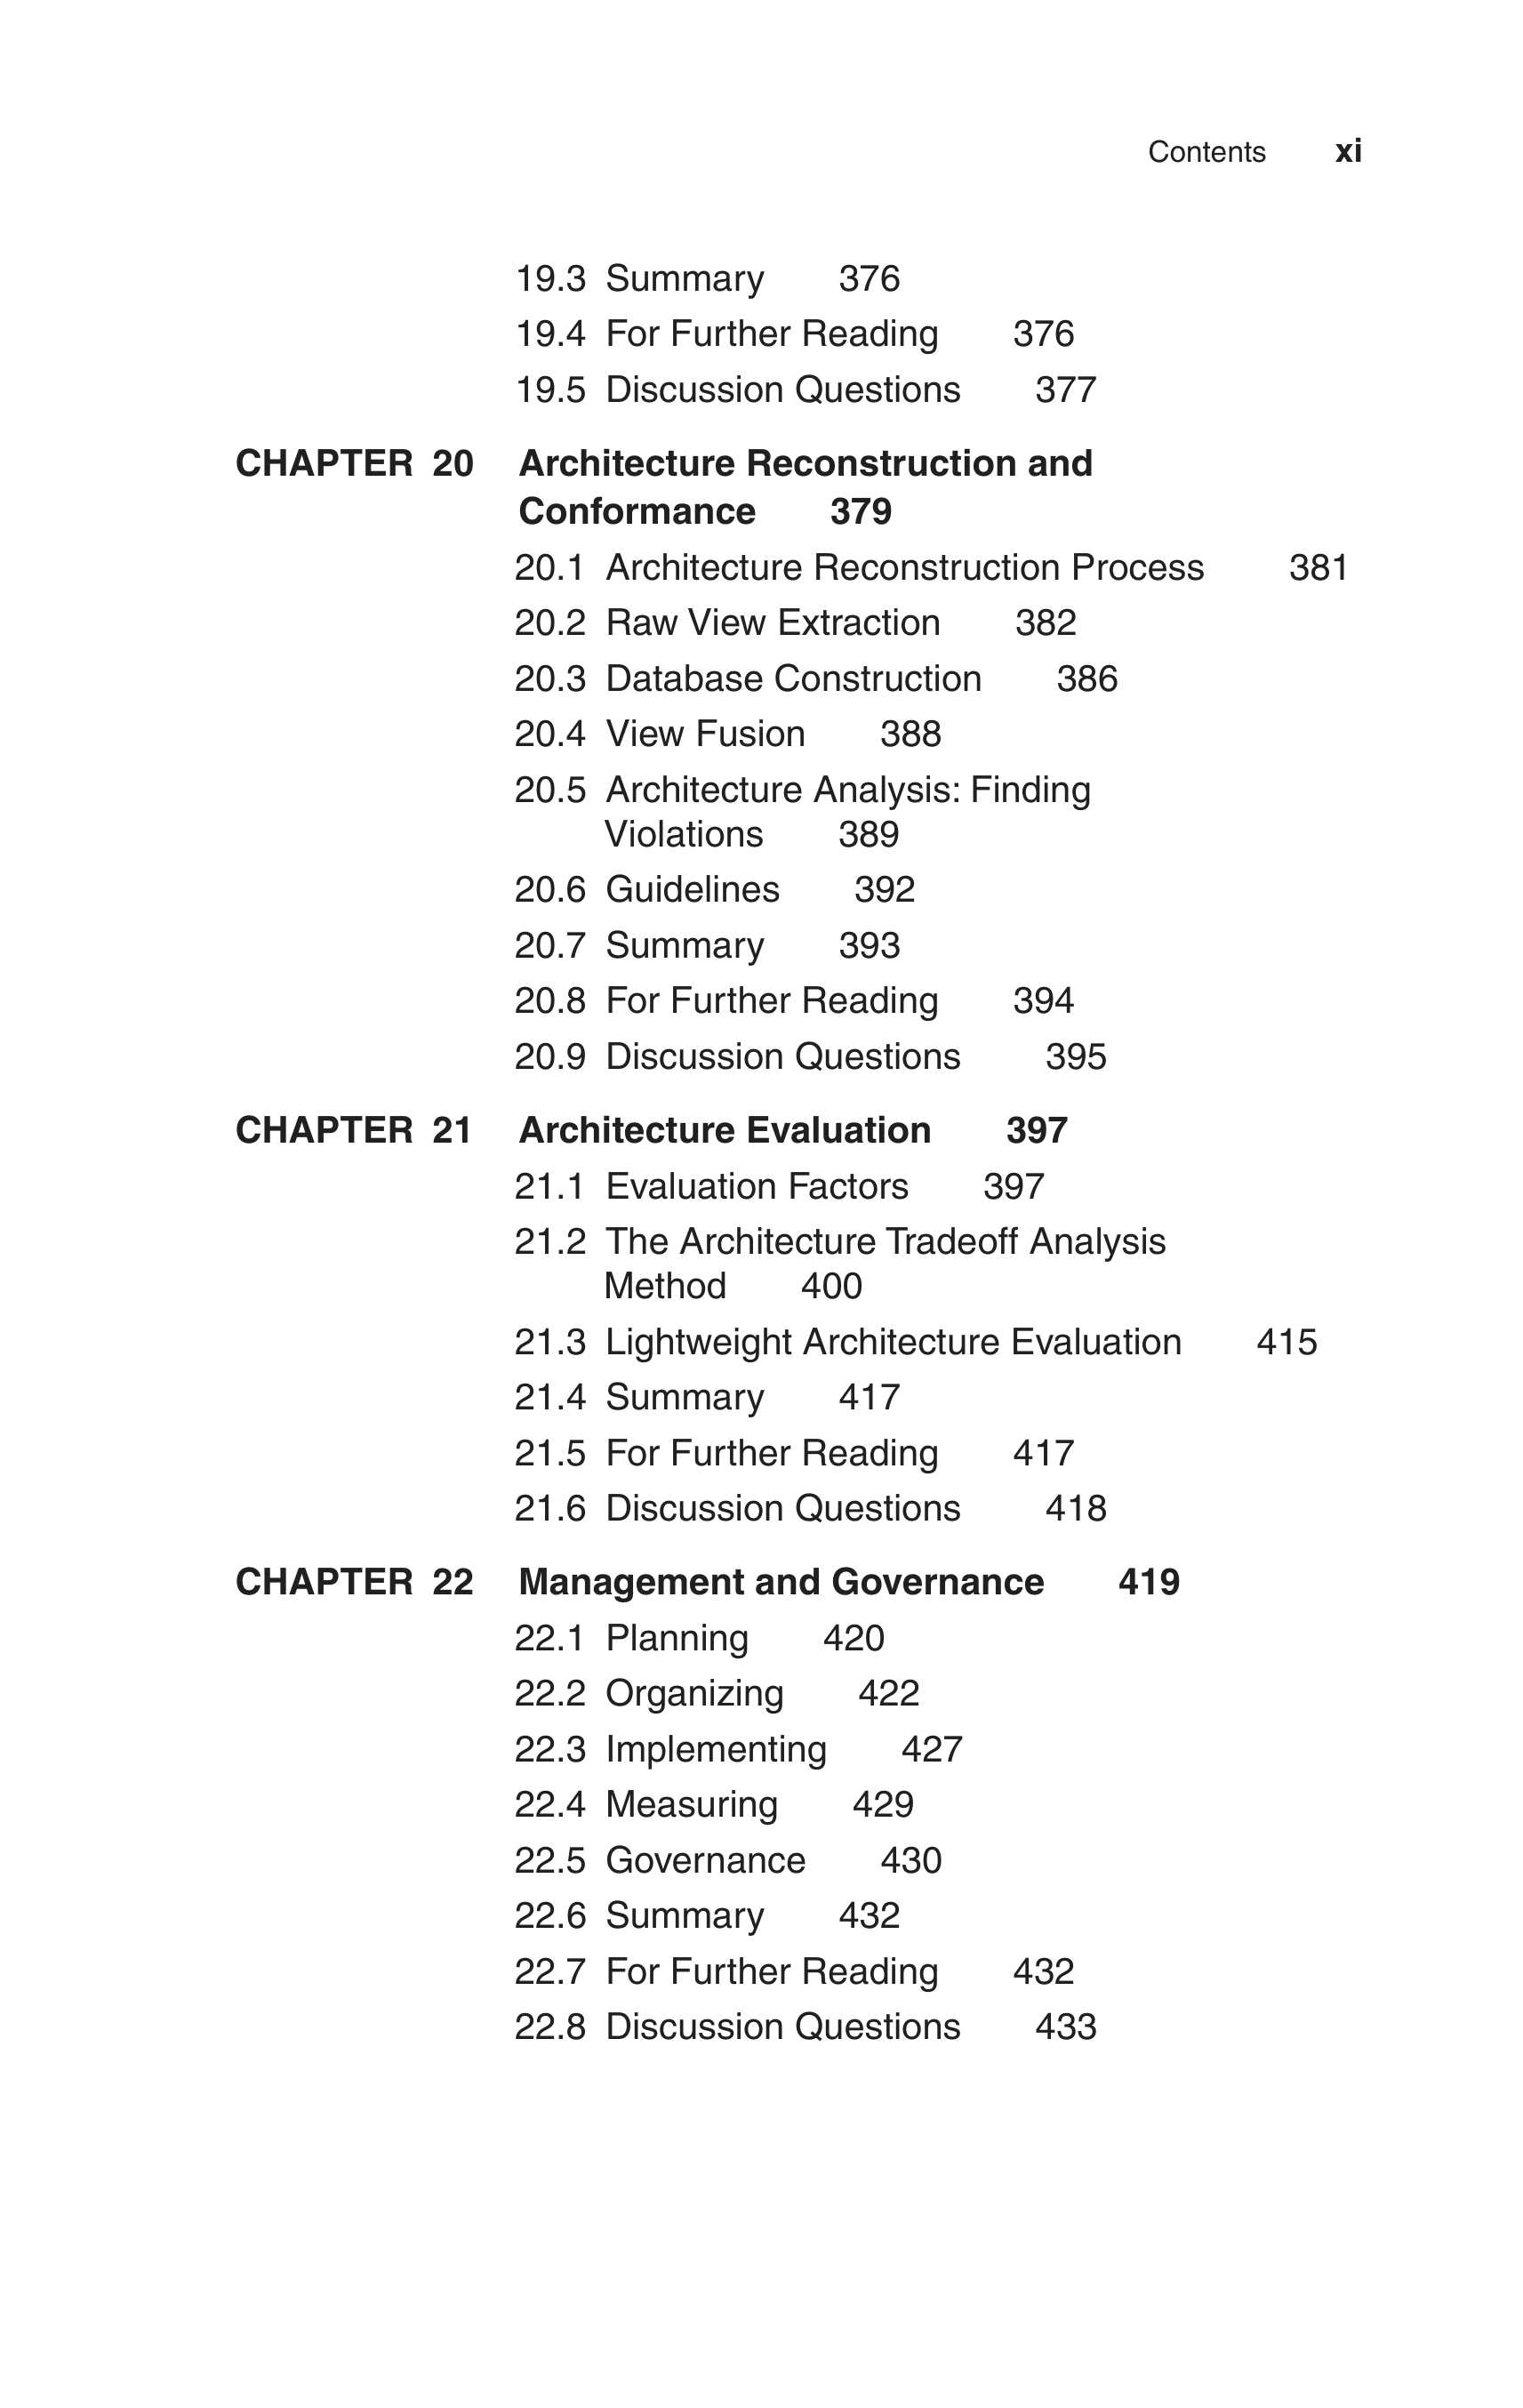 Contents xi
19.3 Summary 376
19.4 For Further Reading 376
19.5 Discussion Questions 377
CHAPTER 20 Architecture Reconstruction and
Conformance 379
20.1 Architecture Reconstruction Process 381
20.2 Raw View Extraction 382
20.3 Database Construction 386
20.4 View Fusion 388
20.5 Architecture Analysis: Finding
Violations 389
20.6 Guidelines 392
20.7 Summary 393
20.8 For Further Reading 394
20.9 Discussion Questions 395
CHAPTER 21 Architecture Evaluation 397
21.1 Evaluation Factors 397
21.2 The Architecture Tradeoff Analysis
Method 400
21.3 Lightweight Architecture Evaluation 415
21.4 Summary 417
21.5 For Further Reading 417
21.6 Discussion Questions 418
CHAPTER 22 Management and Governance 419
22.1 Planning 420
22.2 Organizing 422
22.3 Implementing 427
22.4 Measuring 429
22.5 Governance 430
22.6 Summary 432
22.7 For Further Reading 432
22.8 Discussion Questions 433